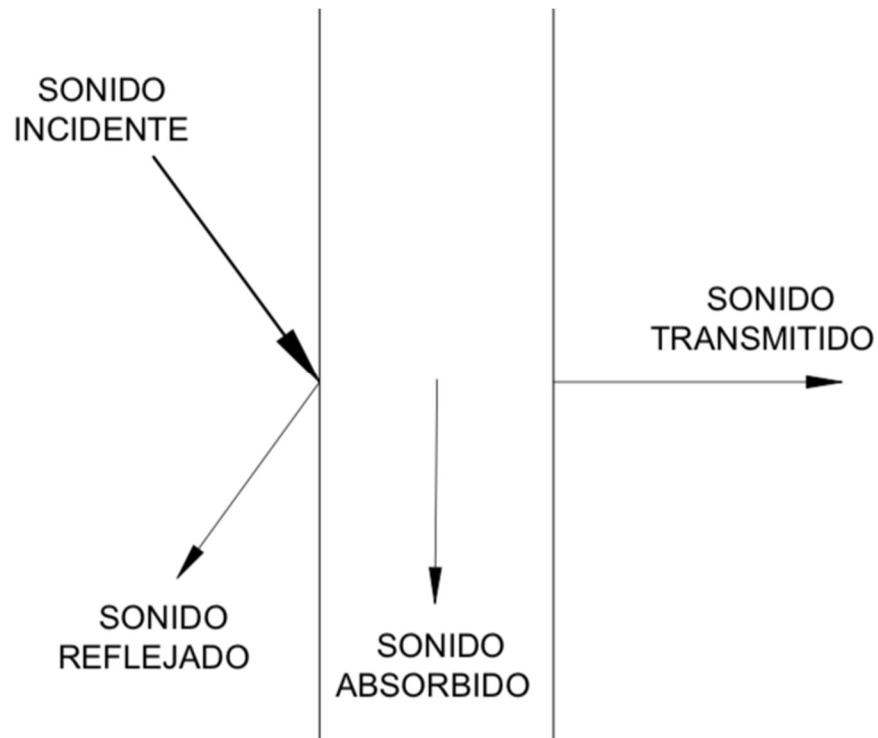 SONIDO
INCIDENTE
SONIDO
TRANSMITIDO
SONIDO
REFLEJADO
SONIDO
ABSORBIDO